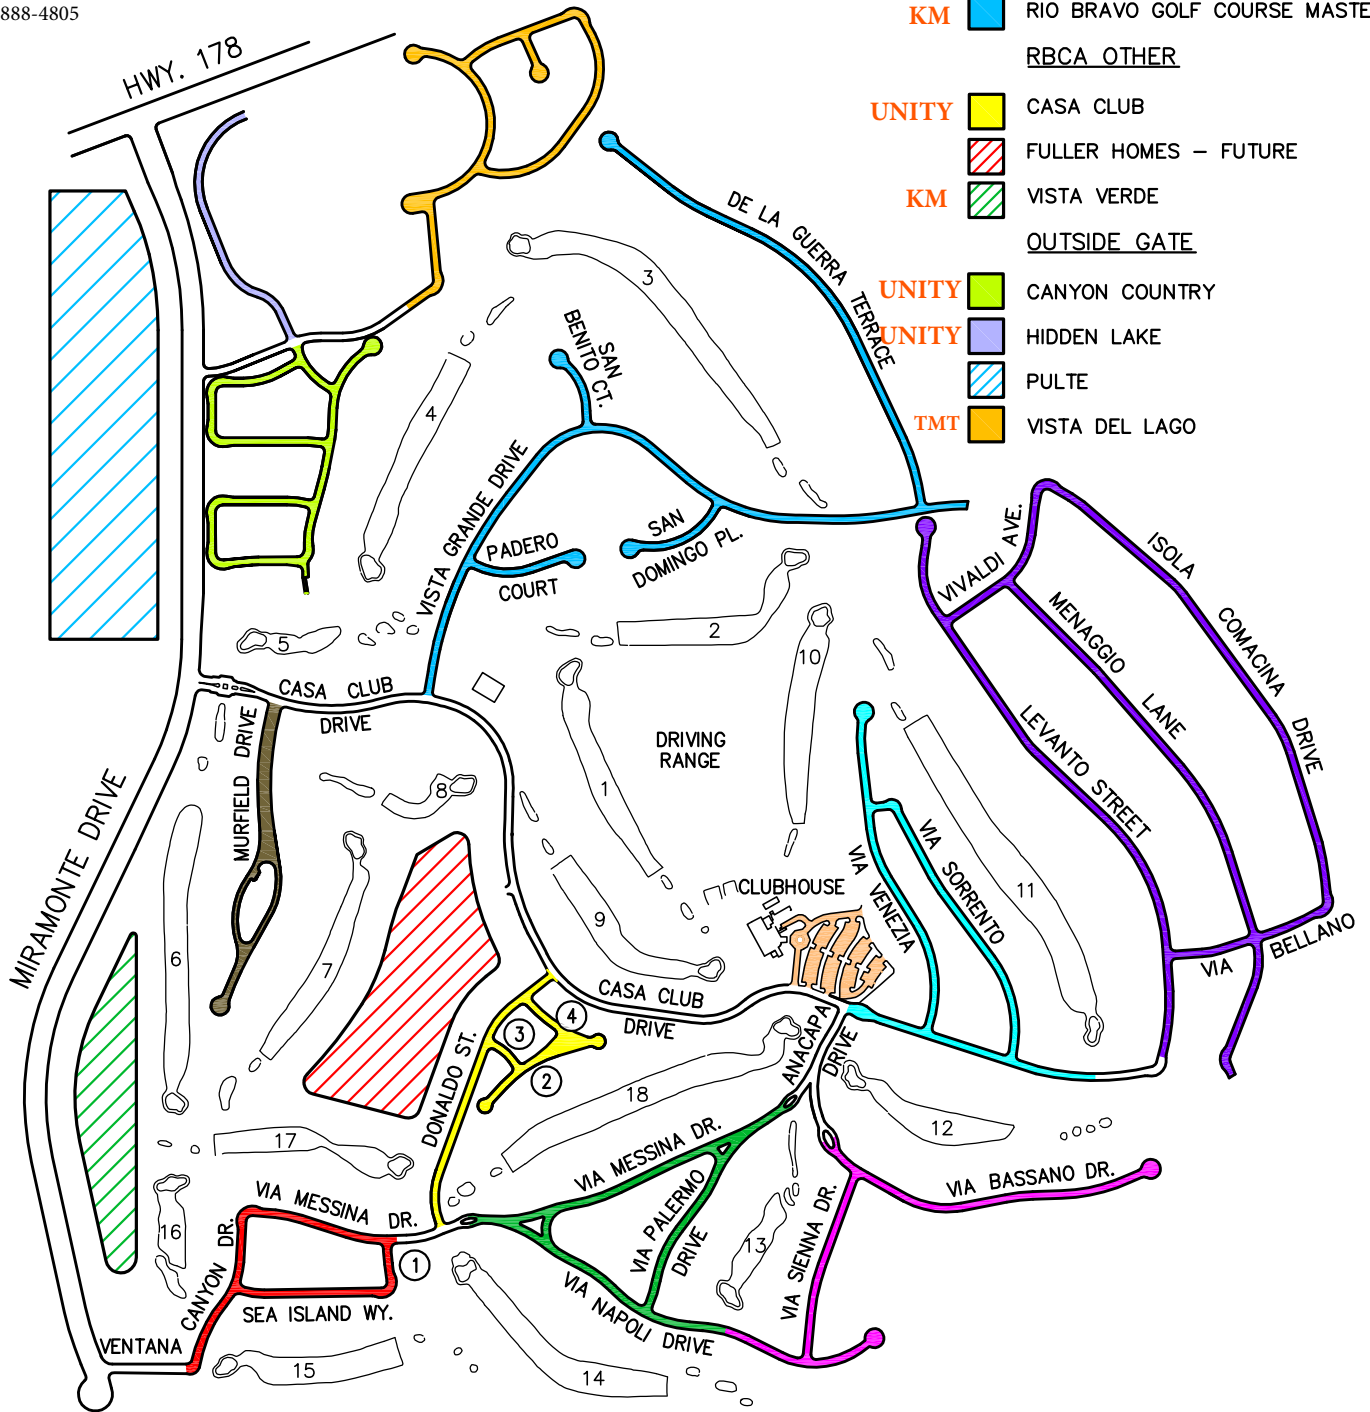 888-4805
KM RIO BRAVO GOLF COURSE MASTE
RBCA OTHER
UNITY CASA CLUB
FULLER HOMES – FUTURE
KM VISTA VERDE
OUTSIDE GATE
UNITY CANYON COUNTRY
UNITY HIDDEN LAKE
PULTE
TMT VISTA DEL LAGO
HWY. 178
DE LA GUERRA TERRACE
3
SAN
BENITO CT.
4
VISTA GRANDE DRIVE
PADERO
COURT
SAN
DOMINGO PL.
VIVALDI AVE.
ISOLA COMACINA DRIVE
MENAGGIO LANE
LEVANTO STREET
VIA BELLANO
5
2
10
CASA CLUB
DRIVE
MURFIELD DRIVE
DRIVING
RANGE
MIRAMONTE DRIVE
8
1
VIA SORRENTO
VIA VENEZIA
11
CLUBHOUSE
9
6
7
CASA CLUB
DRIVE
4
3
2
DONALDO ST.
ANACAPA
DRIVE
18
12
17
VIA MESSINA DR.
VIA MESSINA DR.
VIA PALERMO
DRIVE
VIA BASSANO DR.
VIA SIENNA DR.
13
16
1
CANYON DR.
SEA ISLAND WY.
VIA NAPOLI DRIVE
VENTANA
15
14